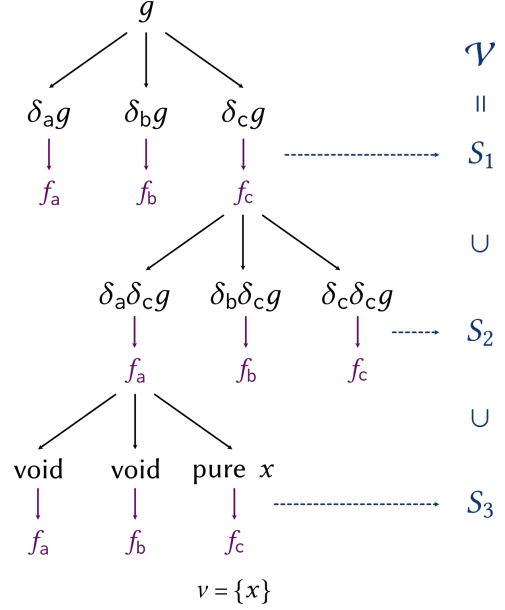 g
𝒱
δ_a g δ_b g δ_c g
=
f_a f_b f_c S_1
∪
δ_a δ_c g δ_b δ_c g δ_c δ_c g
f_a f_b f_c S_2
∪
void void pure x
f_a f_b f_c S_3
v = {x}